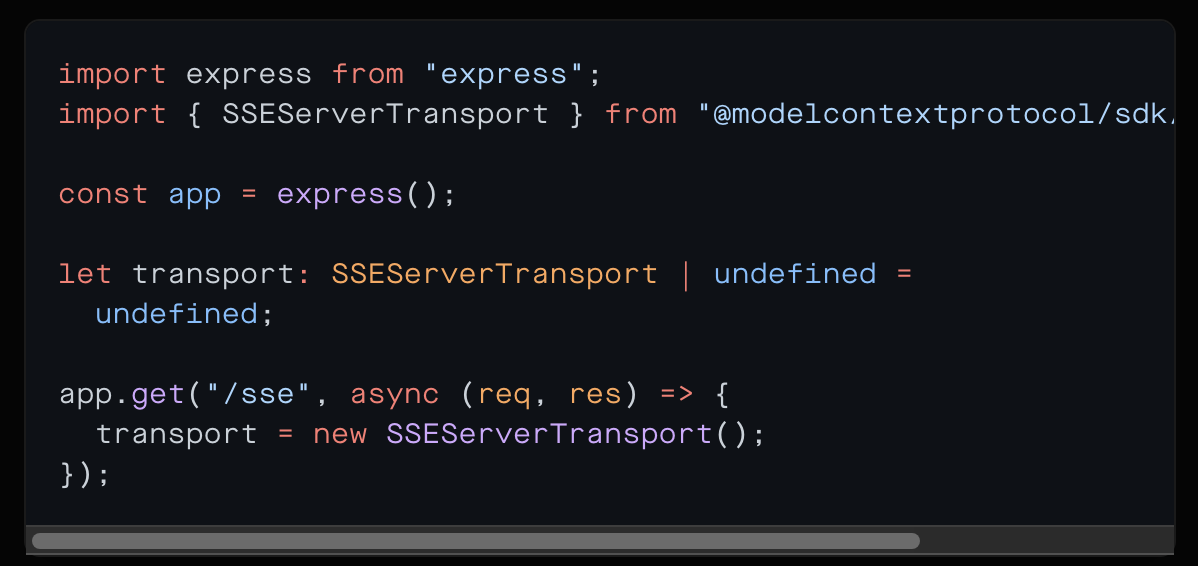 import express from "express";
import { SSEServerTransport } from "@modelcontextprotocol/sdk/
const app = express();
let transport: SSEServerTransport | undefined =
undefined;
app.get("/sse", async (req, res) => {
transport = new SSEServerTransport();
});